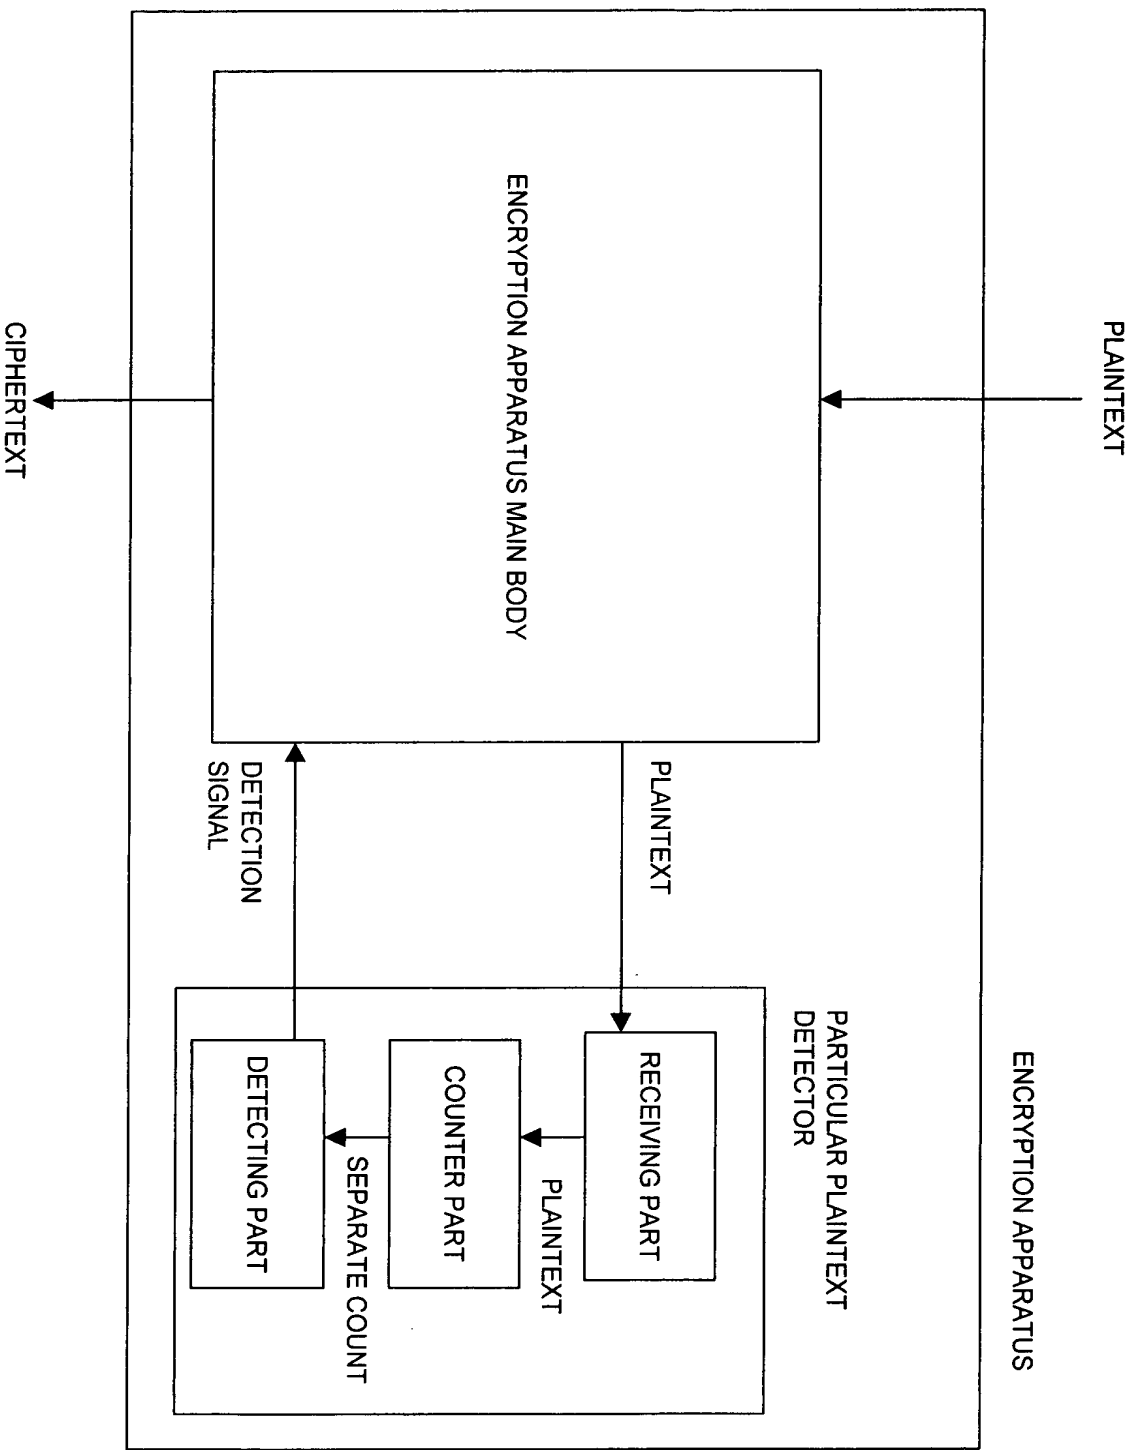 ENCRYPTION APPARATUS
PLAINTEXT
PARTICULAR PLAINTEXT
DETECTOR
ENCRYPTION APPARATUS MAIN BODY
PLAINTEXT
RECEIVING PART
PLAINTEXT
COUNTER PART
SEPARATE COUNT
DETECTION
SIGNAL
DETECTING PART
CIPHERTEXT